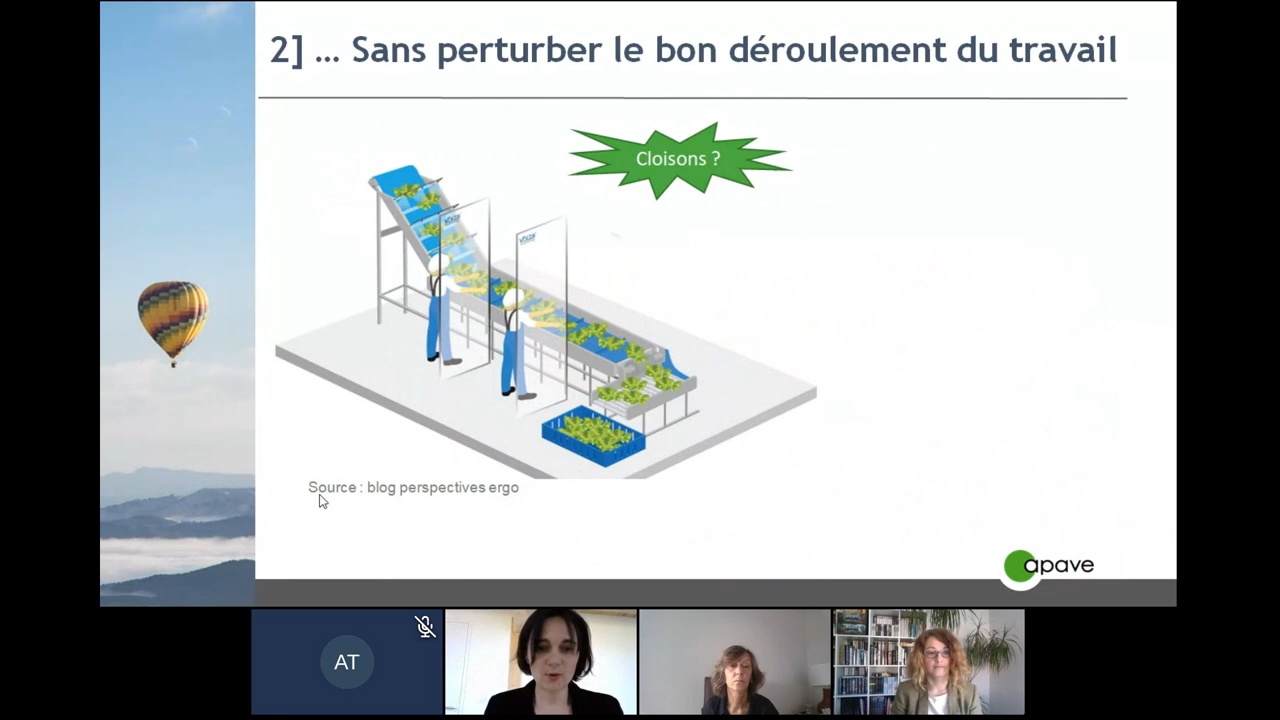 2] ... Sans perturber le bon déroulement du travail
Cloisons ?
Source : blog perspectives ergo
apave
AT